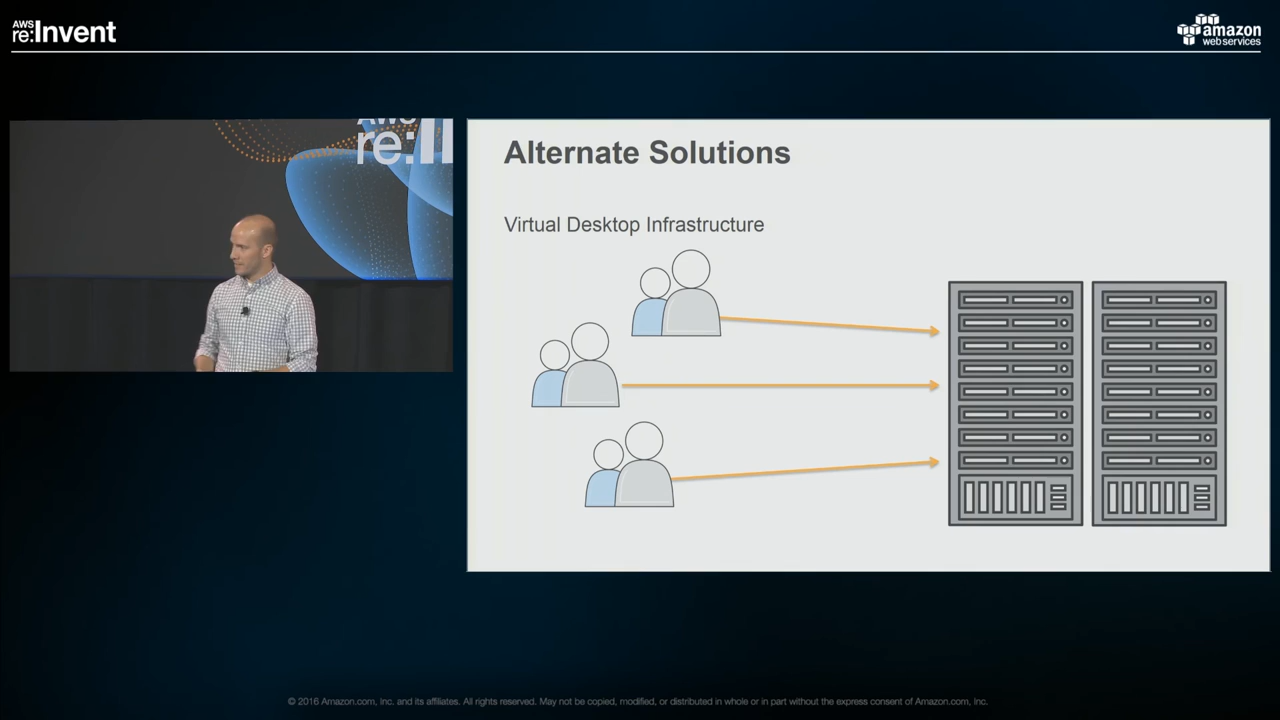 AWS
re:Invent
amazon
web services
AWS
re:I
Alternate Solutions
Virtual Desktop Infrastructure
© 2016 Amazon.com, Inc. and its affiliates. All rights reserved. May not be copied, modified, or distributed in whole or in part without the express consent of Amazon.com, Inc.